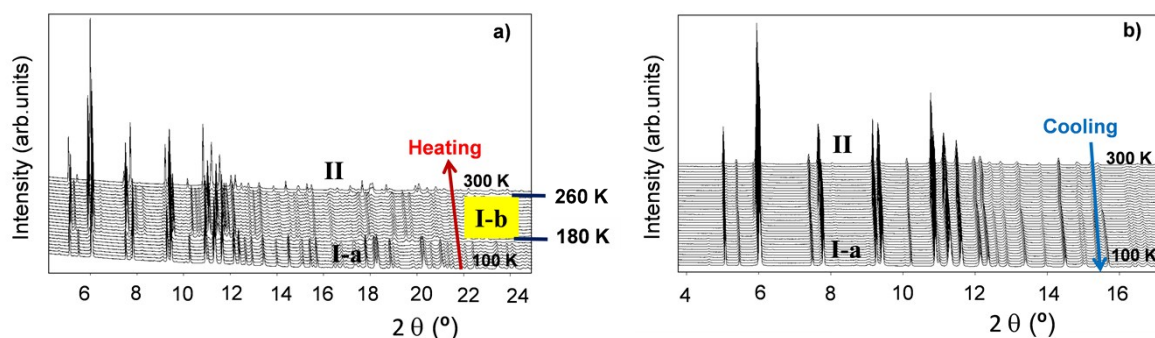 a)
Intensity (arb.units)
II
Heating
300 K
260 K
I-b
180 K
I-a
100 K
6 8 10 12 14 16 18 20 22 24
2 θ (º)
b)
Intensity (arb.units)
II
Cooling
300 K
I-a
100 K
4 6 8 10 12 14 16
2 θ (º)